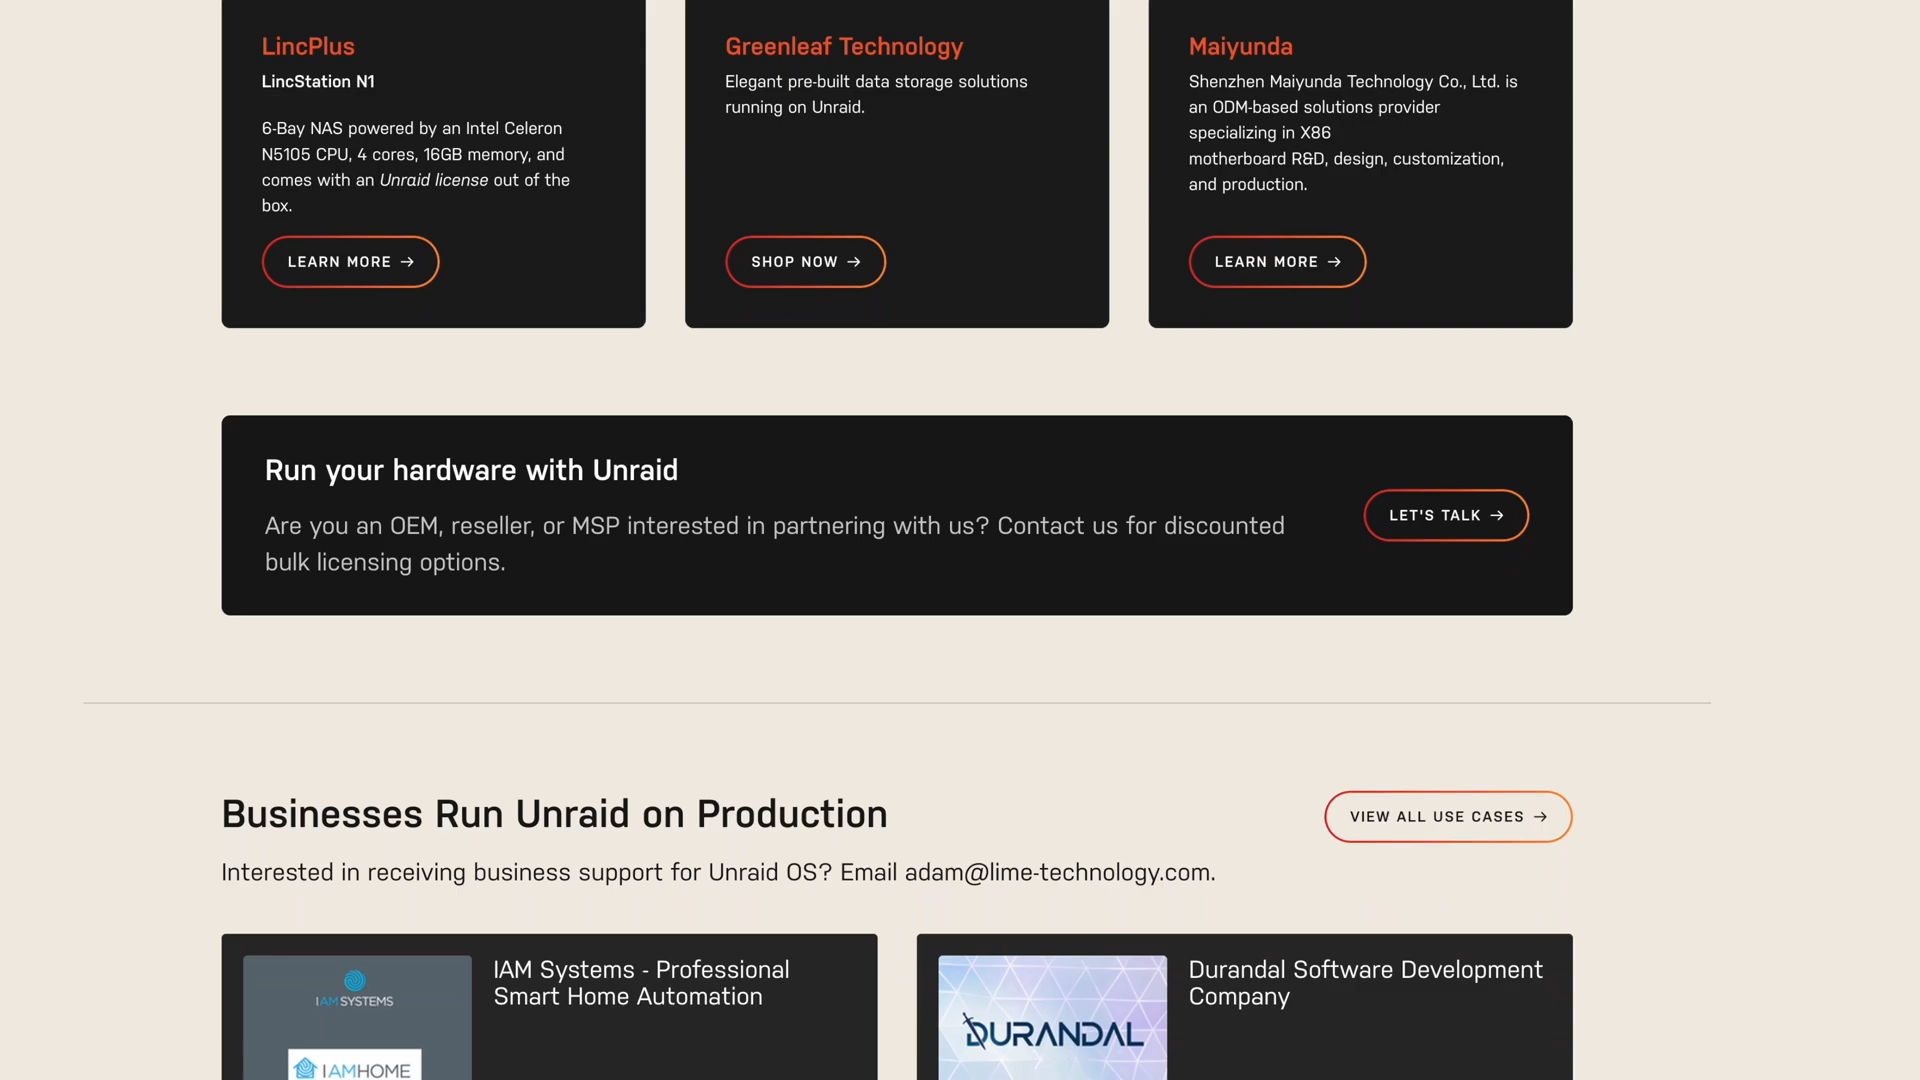 LincPlus
LincStation N1
6-Bay NAS powered by an Intel Celeron
N5105 CPU, 4 cores, 16GB memory, and
comes with an Unraid license out of the
box.
LEARN MORE →
Greenleaf Technology
Elegant pre-built data storage solutions
running on Unraid.
SHOP NOW →
Maiyunda
Shenzhen Maiyunda Technology Co., Ltd. is
an ODM-based solutions provider
specializing in X86
motherboard R&D, design, customization,
and production.
LEARN MORE →
Run your hardware with Unraid
Are you an OEM, reseller, or MSP interested in partnering with us? Contact us for discounted
bulk licensing options.
LET'S TALK →
Businesses Run Unraid on Production
VIEW ALL USE CASES →
Interested in receiving business support for Unraid OS? Email adam@lime-technology.com.
IAM SYSTEMS
IAMHOME
IAM Systems - Professional
Smart Home Automation
DURANDAL
Durandal Software Development
Company